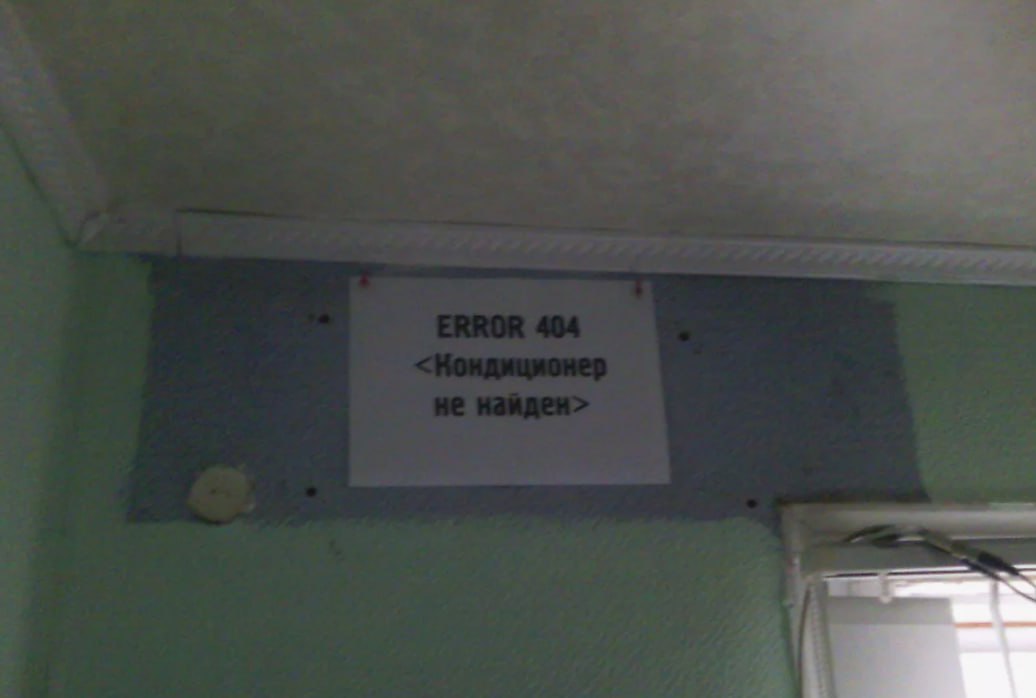 ERROR 404
<Кондиционер
не найден>